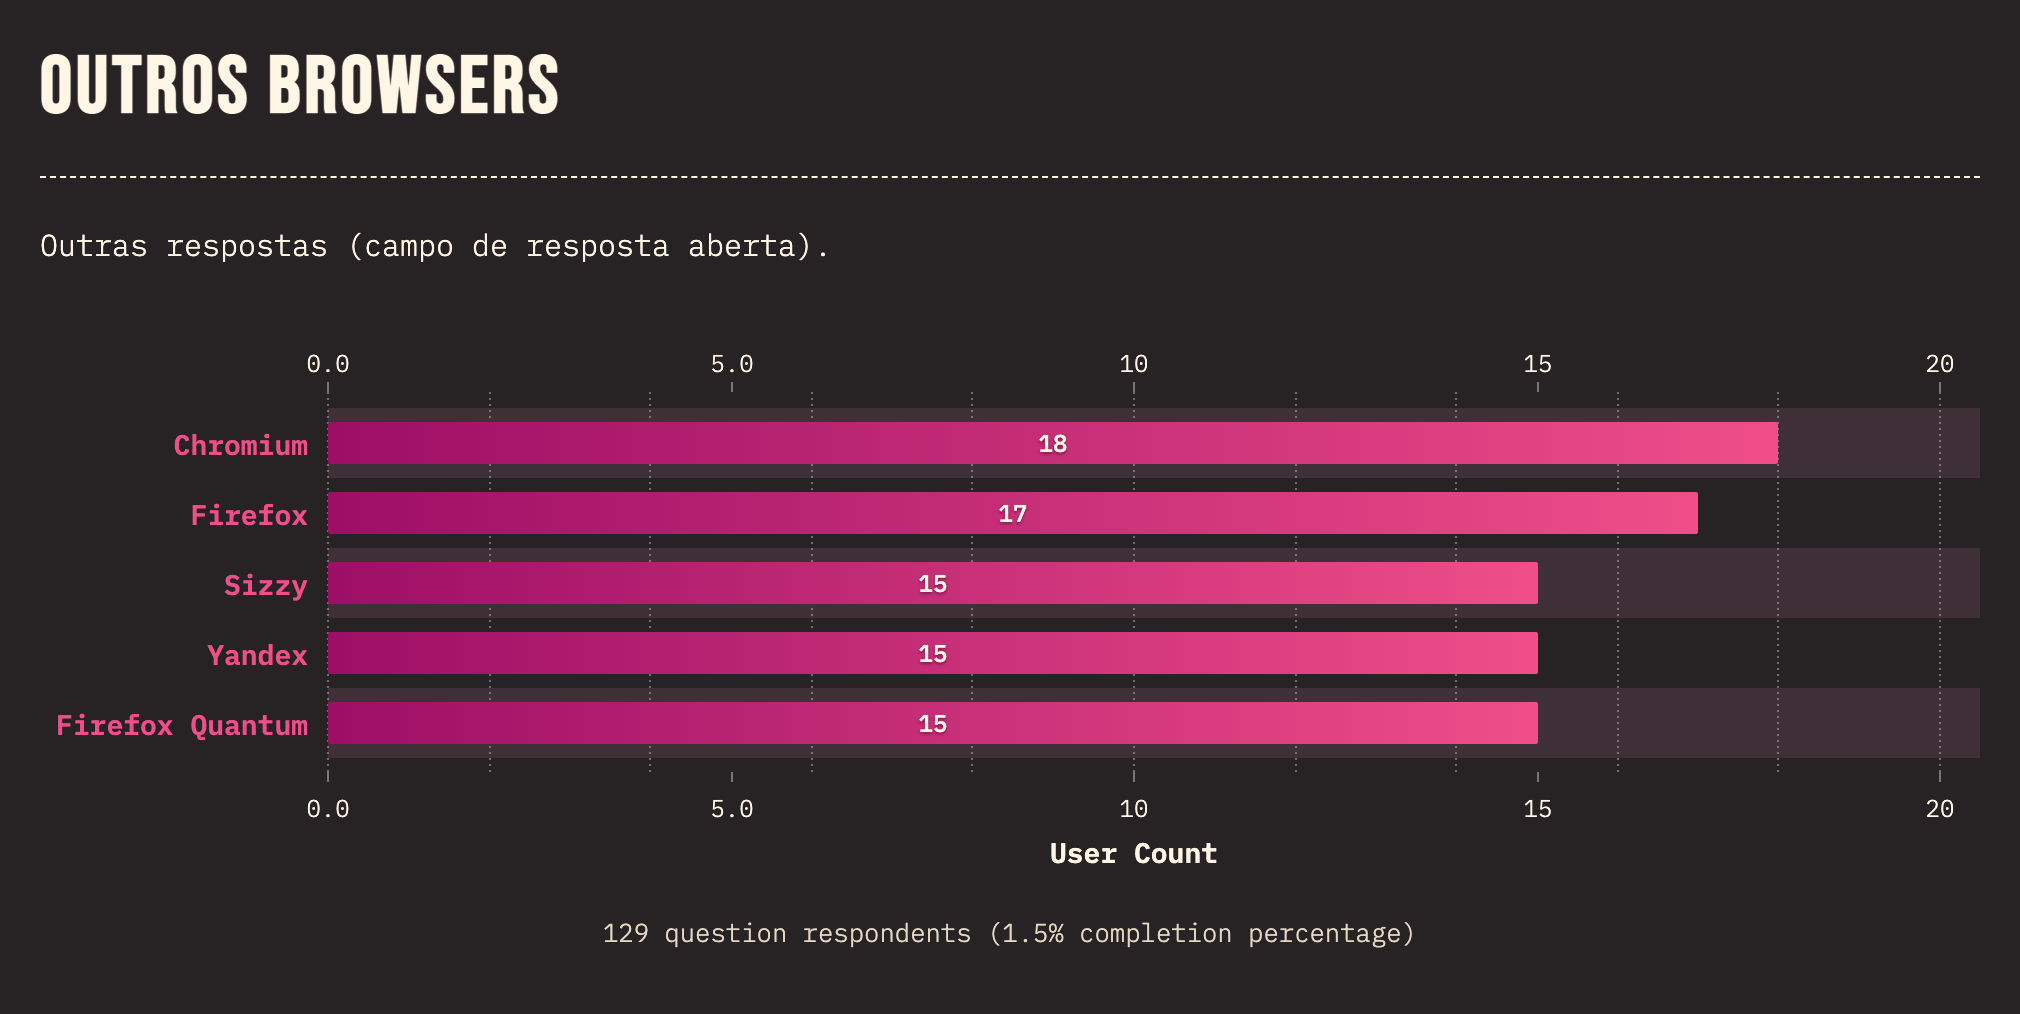 OUTROS BROWSERS
Outras respostas (campo de resposta aberta).
0.0 5.0 10 15 20
Chromium 18
Firefox 17
Sizzy 15
Yandex 15
Firefox Quantum 15
0.0 5.0 10 15 20
User Count
129 question respondents (1.5% completion percentage)